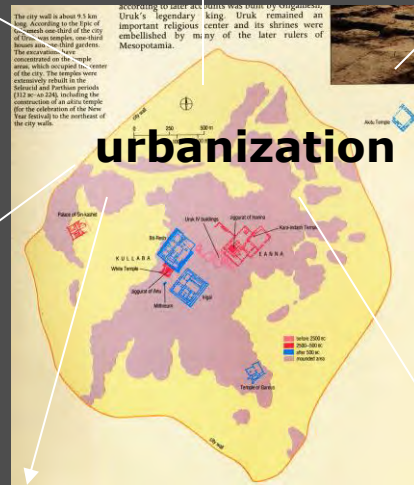 The city wall is about 9.5 km
long. According to the Epic of
Gilgamesh one-third of the city
of Uruk was temples, one-third
houses and one-third gardens.
The excavations have
concentrated on the temple
areas, which occupied the center
of the city. The temples were
extensively rebuilt in the
Seleucid and Parthian periods
(312 BC–AD 224), including the
construction of an akitu temple
(for the celebration of the New
Year festival) to the northeast of
the city walls.
according to later accounts was built by Gilgamesh,
Uruk's legendary king. Uruk remained an
important religious center and its shrines were
embellished by many of the later rulers of
Mesopotamia.
city wall
0 250 500 m
urbanization
Akitu Temple
Palace of Sin-kashid
Uruk IV buildings
ziggurat of Inanna
Kara-indash Temple
Bit-Resh
KULLABA
EANNA
White Temple
ziggurat of Anu
Mithraeum
Irigal
before 2500 BC
2500–500 BC
after 500 BC
mounded area
Temple of Gareus
city wall